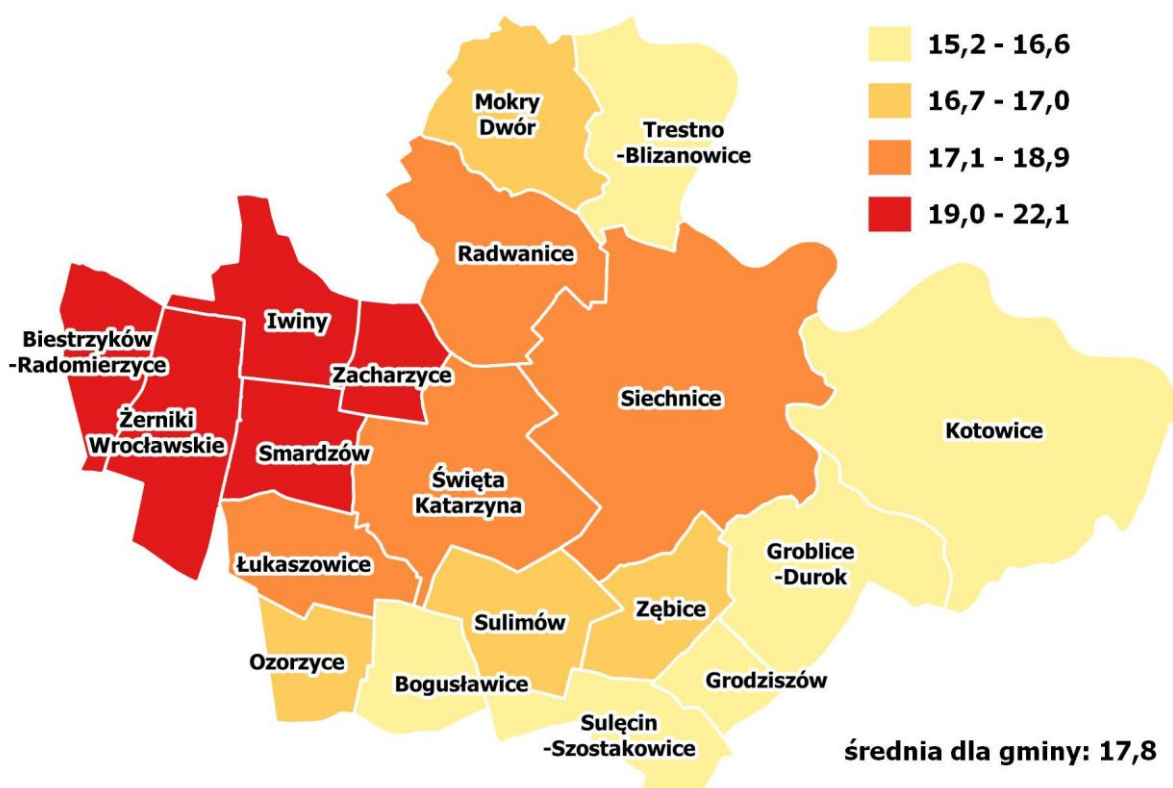 15,2 - 16,6
16,7 - 17,0
17,1 - 18,9
19,0 - 22,1
Mokry
Dwór
Trestno
-Blizanowice
Radwanice
Iwiny
Biestrzyków
-Radomierzyce
Zacharzyce
Siechnice
Kotowice
Żerniki
Wrocławskie
Smardzów
Święta
Katarzyna
Łukaszowice
Groblice
-Durok
Sulimów
Zębice
Ozorzyce
Bogusławice
Grodziszów
Sulęcin
-Szostakowice
średnia dla gminy: 17,8